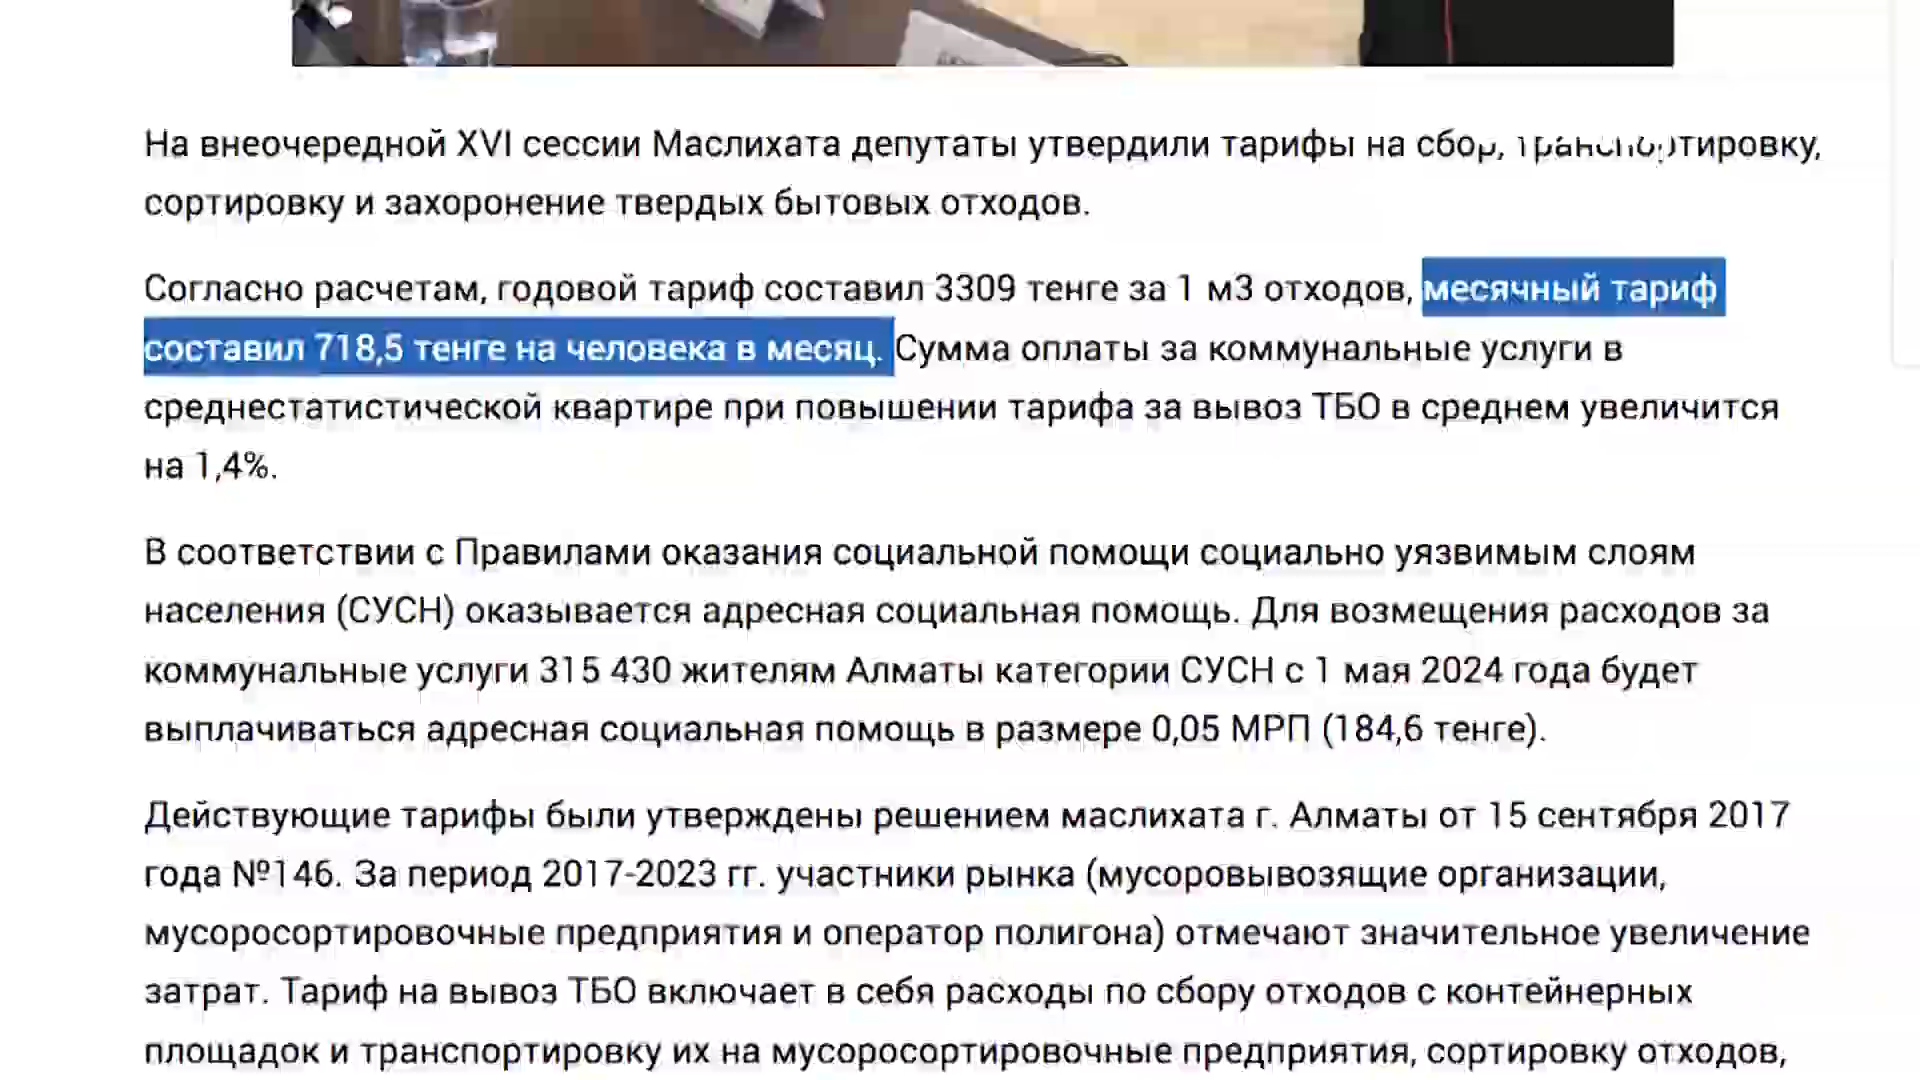 На внеочередной XVI сессии Маслихата депутаты утвердили тарифы на сбор,
сортировку и захоронение твердых бытовых отходов.
Согласно расчетам, годовой тариф составил 3309 тенге за 1 м3 отходов, месячный тариф
составил 718,5 тенге на человека в месяц. Сумма оплаты за коммунальные услуги в
среднестатистической квартире при повышении тарифа за вывоз ТБО в среднем увеличится
на 1,4%.
В соответствии с Правилами оказания социальной помощи социально уязвимым слоям
населения (СУСН) оказывается адресная социальная помощь. Для возмещения расходов за
коммунальные услуги 315 430 жителям Алматы категории СУСН с 1 мая 2024 года будет
выплачиваться адресная социальная помощь в размере 0,05 МРП (184,6 тенге).
Действующие тарифы были утверждены решением маслихата г. Алматы от 15 сентября 2017
года №146. За период 2017-2023 гг. участники рынка (мусоровывозящие организации,
мусоросортировочные предприятия и оператор полигона) отмечают значительное увеличение
затрат. Тариф на вывоз ТБО включает в себя расходы по сбору отходов с контейнерных
площадок и транспортировку их на мусоросортировочные предприятия, сортировку отходов,